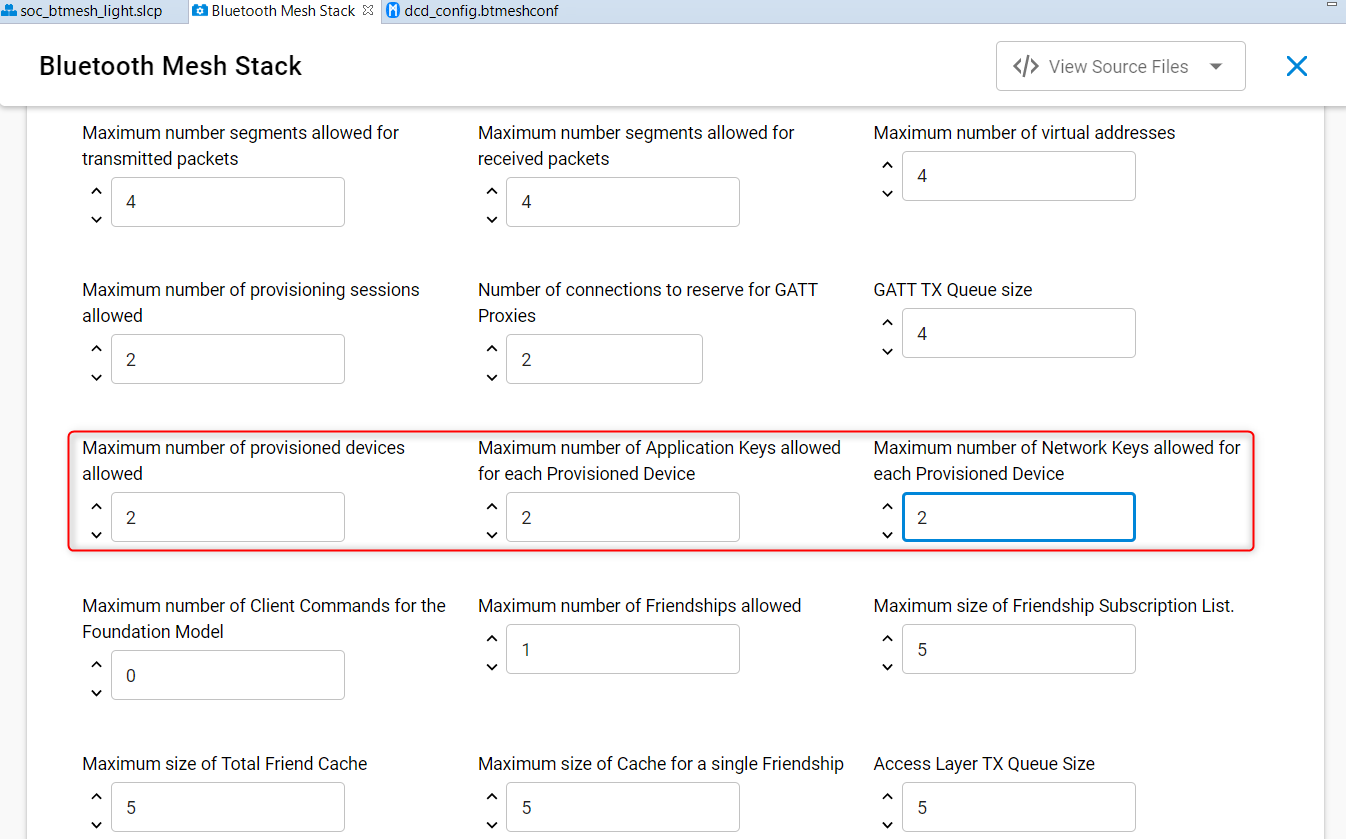 soc_btmesh_light.slcp Bluetooth Mesh Stack dcd_config.btmeshconf
Bluetooth Mesh Stack
</> View Source Files
Maximum number segments allowed for transmitted packets
4
Maximum number segments allowed for received packets
4
Maximum number of virtual addresses
4
Maximum number of provisioning sessions allowed
2
Number of connections to reserve for GATT Proxies
2
GATT TX Queue size
4
Maximum number of provisioned devices allowed
2
Maximum number of Application Keys allowed for each Provisioned Device
2
Maximum number of Network Keys allowed for each Provisioned Device
2
Maximum number of Client Commands for the Foundation Model
0
Maximum number of Friendships allowed
1
Maximum size of Friendship Subscription List.
5
Maximum size of Total Friend Cache
5
Maximum size of Cache for a single Friendship
5
Access Layer TX Queue Size
5